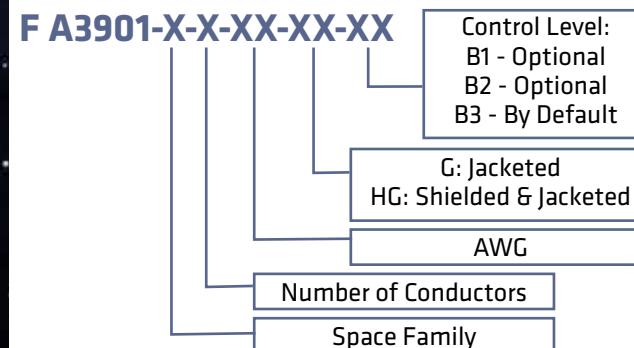 F A3901-X-X-XX-XX-XX
Control Level:
B1 - Optional
B2 - Optional
B3 - By Default
G: Jacketed
HG: Shielded & Jacketed
AWG
Number of Conductors
Space Family